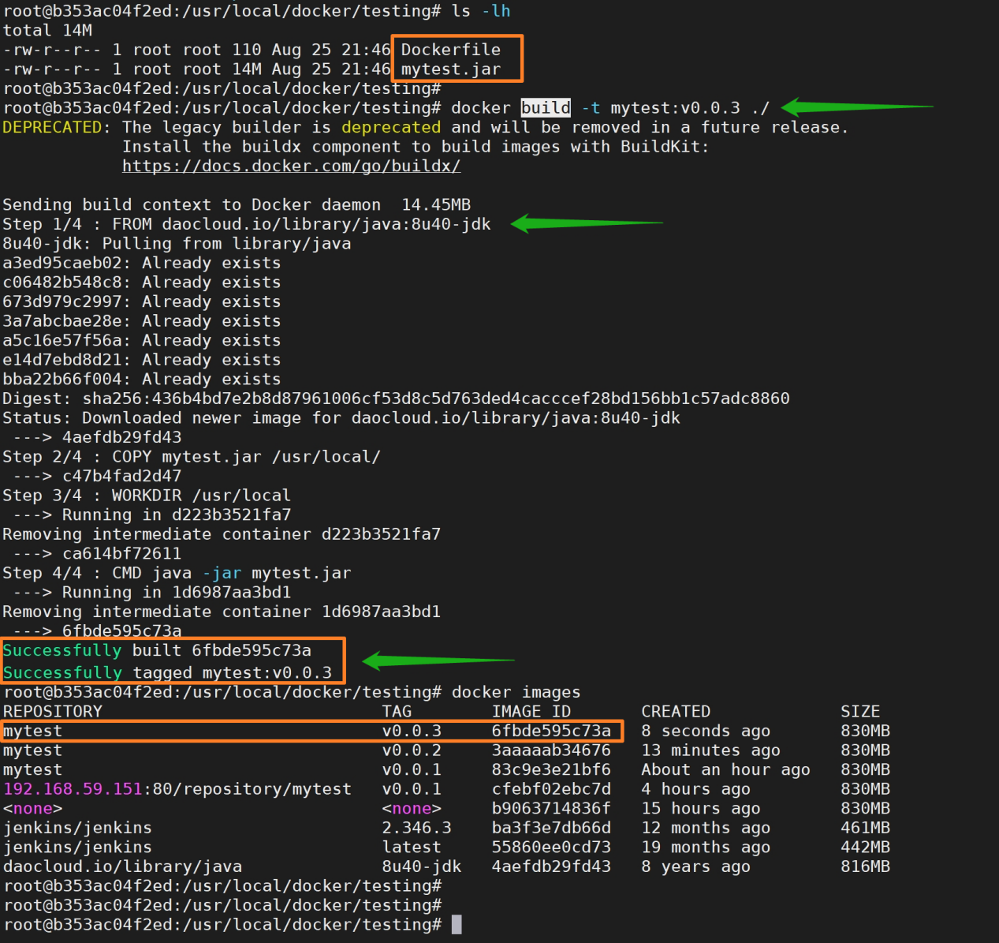 root@b353ac04f2ed:/usr/local/docker/testing# ls -lh
total 14M
-rw-r--r-- 1 root root 110 Aug 25 21:46 Dockerfile
-rw-r--r-- 1 root root 14M Aug 25 21:46 mytest.jar
root@b353ac04f2ed:/usr/local/docker/testing#
root@b353ac04f2ed:/usr/local/docker/testing# docker build -t mytest:v0.0.3 ./
DEPRECATED: The legacy builder is deprecated and will be removed in a future release.
            Install the buildx component to build images with BuildKit:
            https://docs.docker.com/go/buildx/

Sending build context to Docker daemon  14.45MB
Step 1/4 : FROM daocloud.io/library/java:8u40-jdk
8u40-jdk: Pulling from library/java
a3ed95caeb02: Already exists
c06482b548c8: Already exists
673d979c2997: Already exists
3a7abcbae28e: Already exists
a5c16e57f56a: Already exists
e14d7ebd8d21: Already exists
bba22b66f004: Already exists
Digest: sha256:436b4bd7e2b8d87961006cf53d8c5d763ded4cacccef28bd156bb1c57adc8860
Status: Downloaded newer image for daocloud.io/library/java:8u40-jdk
 ---> 4aefdb29fd43
Step 2/4 : COPY mytest.jar /usr/local/
 ---> c47b4fad2d47
Step 3/4 : WORKDIR /usr/local
 ---> Running in d223b3521fa7
Removing intermediate container d223b3521fa7
 ---> ca614bf72611
Step 4/4 : CMD java -jar mytest.jar
 ---> Running in 1d6987aa3bd1
Removing intermediate container 1d6987aa3bd1
 ---> 6fbde595c73a
Successfully built 6fbde595c73a
Successfully tagged mytest:v0.0.3
root@b353ac04f2ed:/usr/local/docker/testing# docker images
REPOSITORY                            TAG        IMAGE ID       CREATED             SIZE
mytest                                v0.0.3     6fbde595c73a   8 seconds ago       830MB
mytest                                v0.0.2     3aaaaab34676   13 minutes ago      830MB
mytest                                v0.0.1     83c9e3e21bf6   About an hour ago   830MB
192.168.59.151:80/repository/mytest   v0.0.1     cfebf02ebc7d   4 hours ago         830MB
<none>                                <none>     b9063714836f   15 hours ago        830MB
jenkins/jenkins                       2.346.3    ba3f3e7db66d   12 months ago       461MB
jenkins/jenkins                       latest     55860ee0cd73   19 months ago       442MB
daocloud.io/library/java              8u40-jdk   4aefdb29fd43   8 years ago         816MB
root@b353ac04f2ed:/usr/local/docker/testing#
root@b353ac04f2ed:/usr/local/docker/testing#
root@b353ac04f2ed:/usr/local/docker/testing#